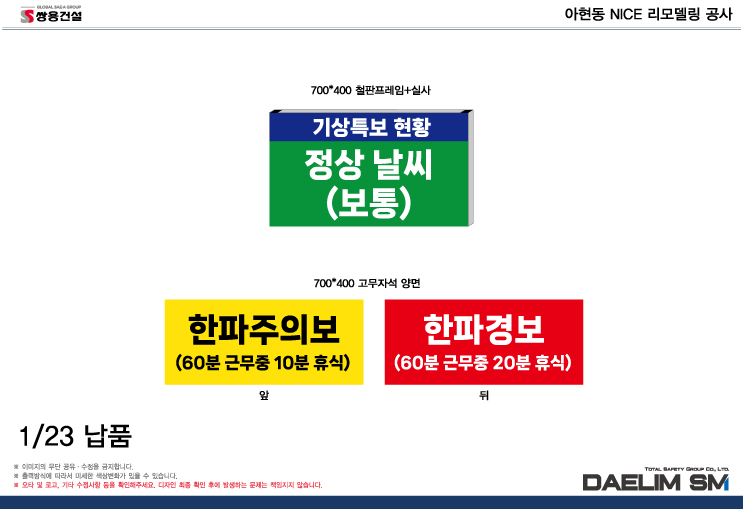 GLOBAL SAEA GROUP
쌍용건설
아현동 NICE 리모델링 공사
700*400 철판프레임+실사
기상특보 현황
정상 날씨
(보통)
700*400 고무자석 양면
한파주의보
(60분 근무중 10분 휴식)
한파경보
(60분 근무중 20분 휴식)
앞
뒤
1/23 납품
※ 이미지의 무단 공유·수정을 금지합니다.
※ 출력방식에 따라서 미세한 색상변화가 있을 수 있습니다.
※ 오타 및 로고, 기타 수정사항 등을 확인해주세요. 디자인 최종 확인 후에 발생하는 문제는 책임지지 않습니다.
TOTAL SAFETY GROUP CO., LTD.
DAELIM SM